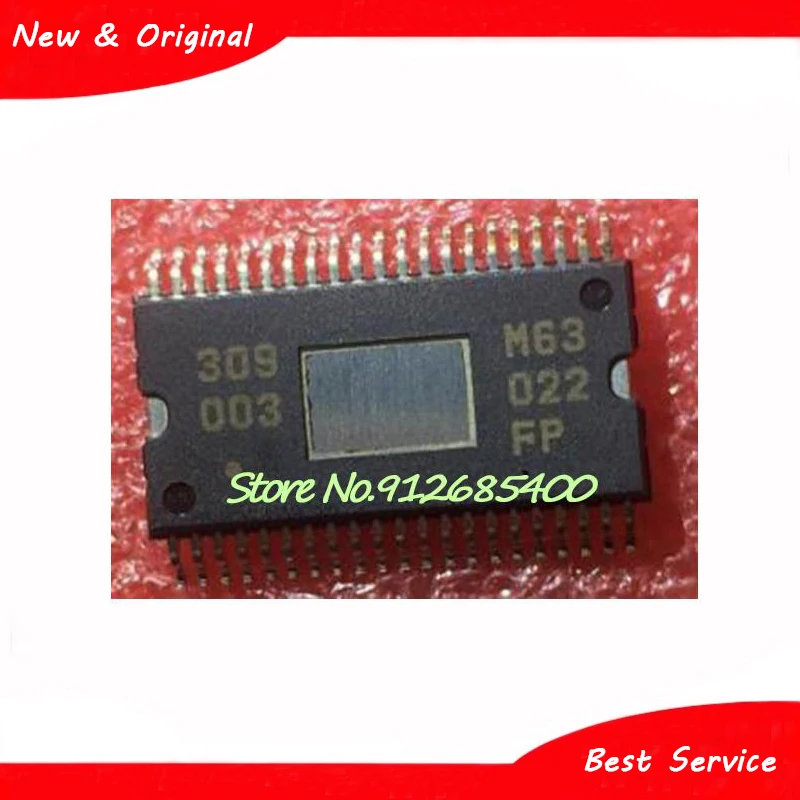 New & Original
309
003
M63
022
FP
Store No.912685400
Best Service